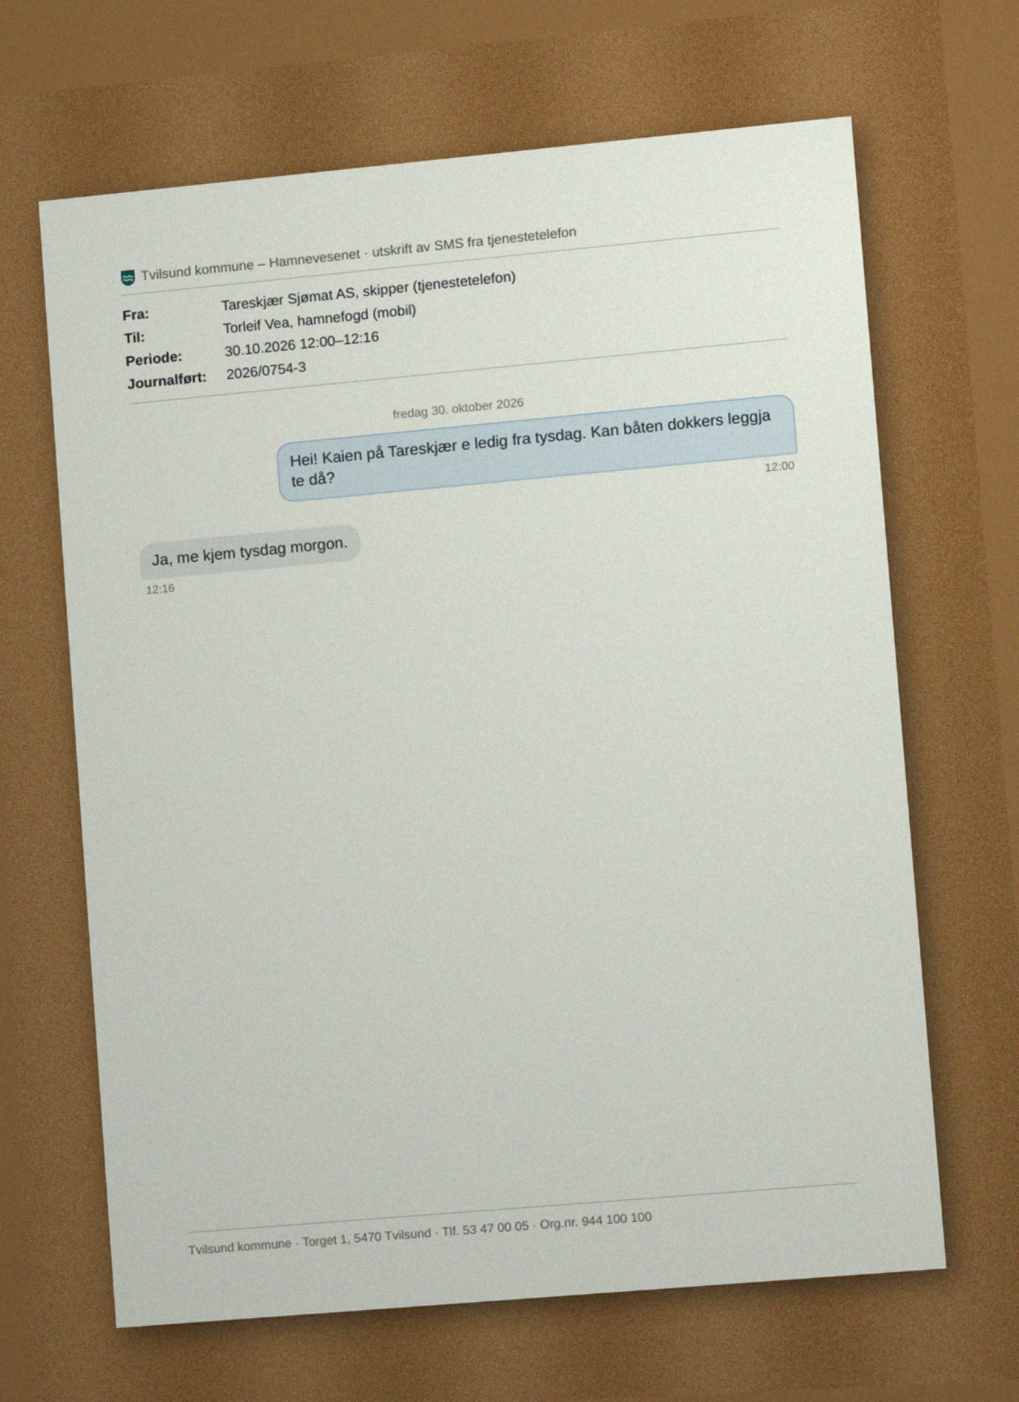 Tvilsund kommune – Hamnevesenet · utskrift av SMS fra tjenestetelefon
Fra: Tareskjær Sjømat AS, skipper (tjenestetelefon)
Til: Torleif Vea, hamnefogd (mobil)
Periode: 30.10.2026 12:00–12:16
Journalført: 2026/0754-3
fredag 30. oktober 2026
Hei! Kaien på Tareskjær e ledig fra tysdag. Kan båten dokkers leggja
te då?
12:00
Ja, me kjem tysdag morgon.
12:16
Tvilsund kommune · Torget 1, 5470 Tvilsund · Tlf. 53 47 00 05 · Org.nr. 944 100 100